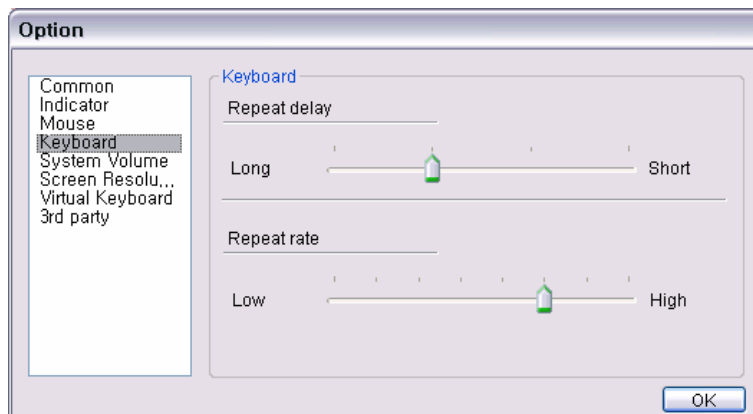 Option
Common
Indicator
Mouse
Keyboard
System Volume
Screen Resolu...
Virtual Keyboard
3rd party
Keyboard
Repeat delay
Long Short
Repeat rate
Low High
OK